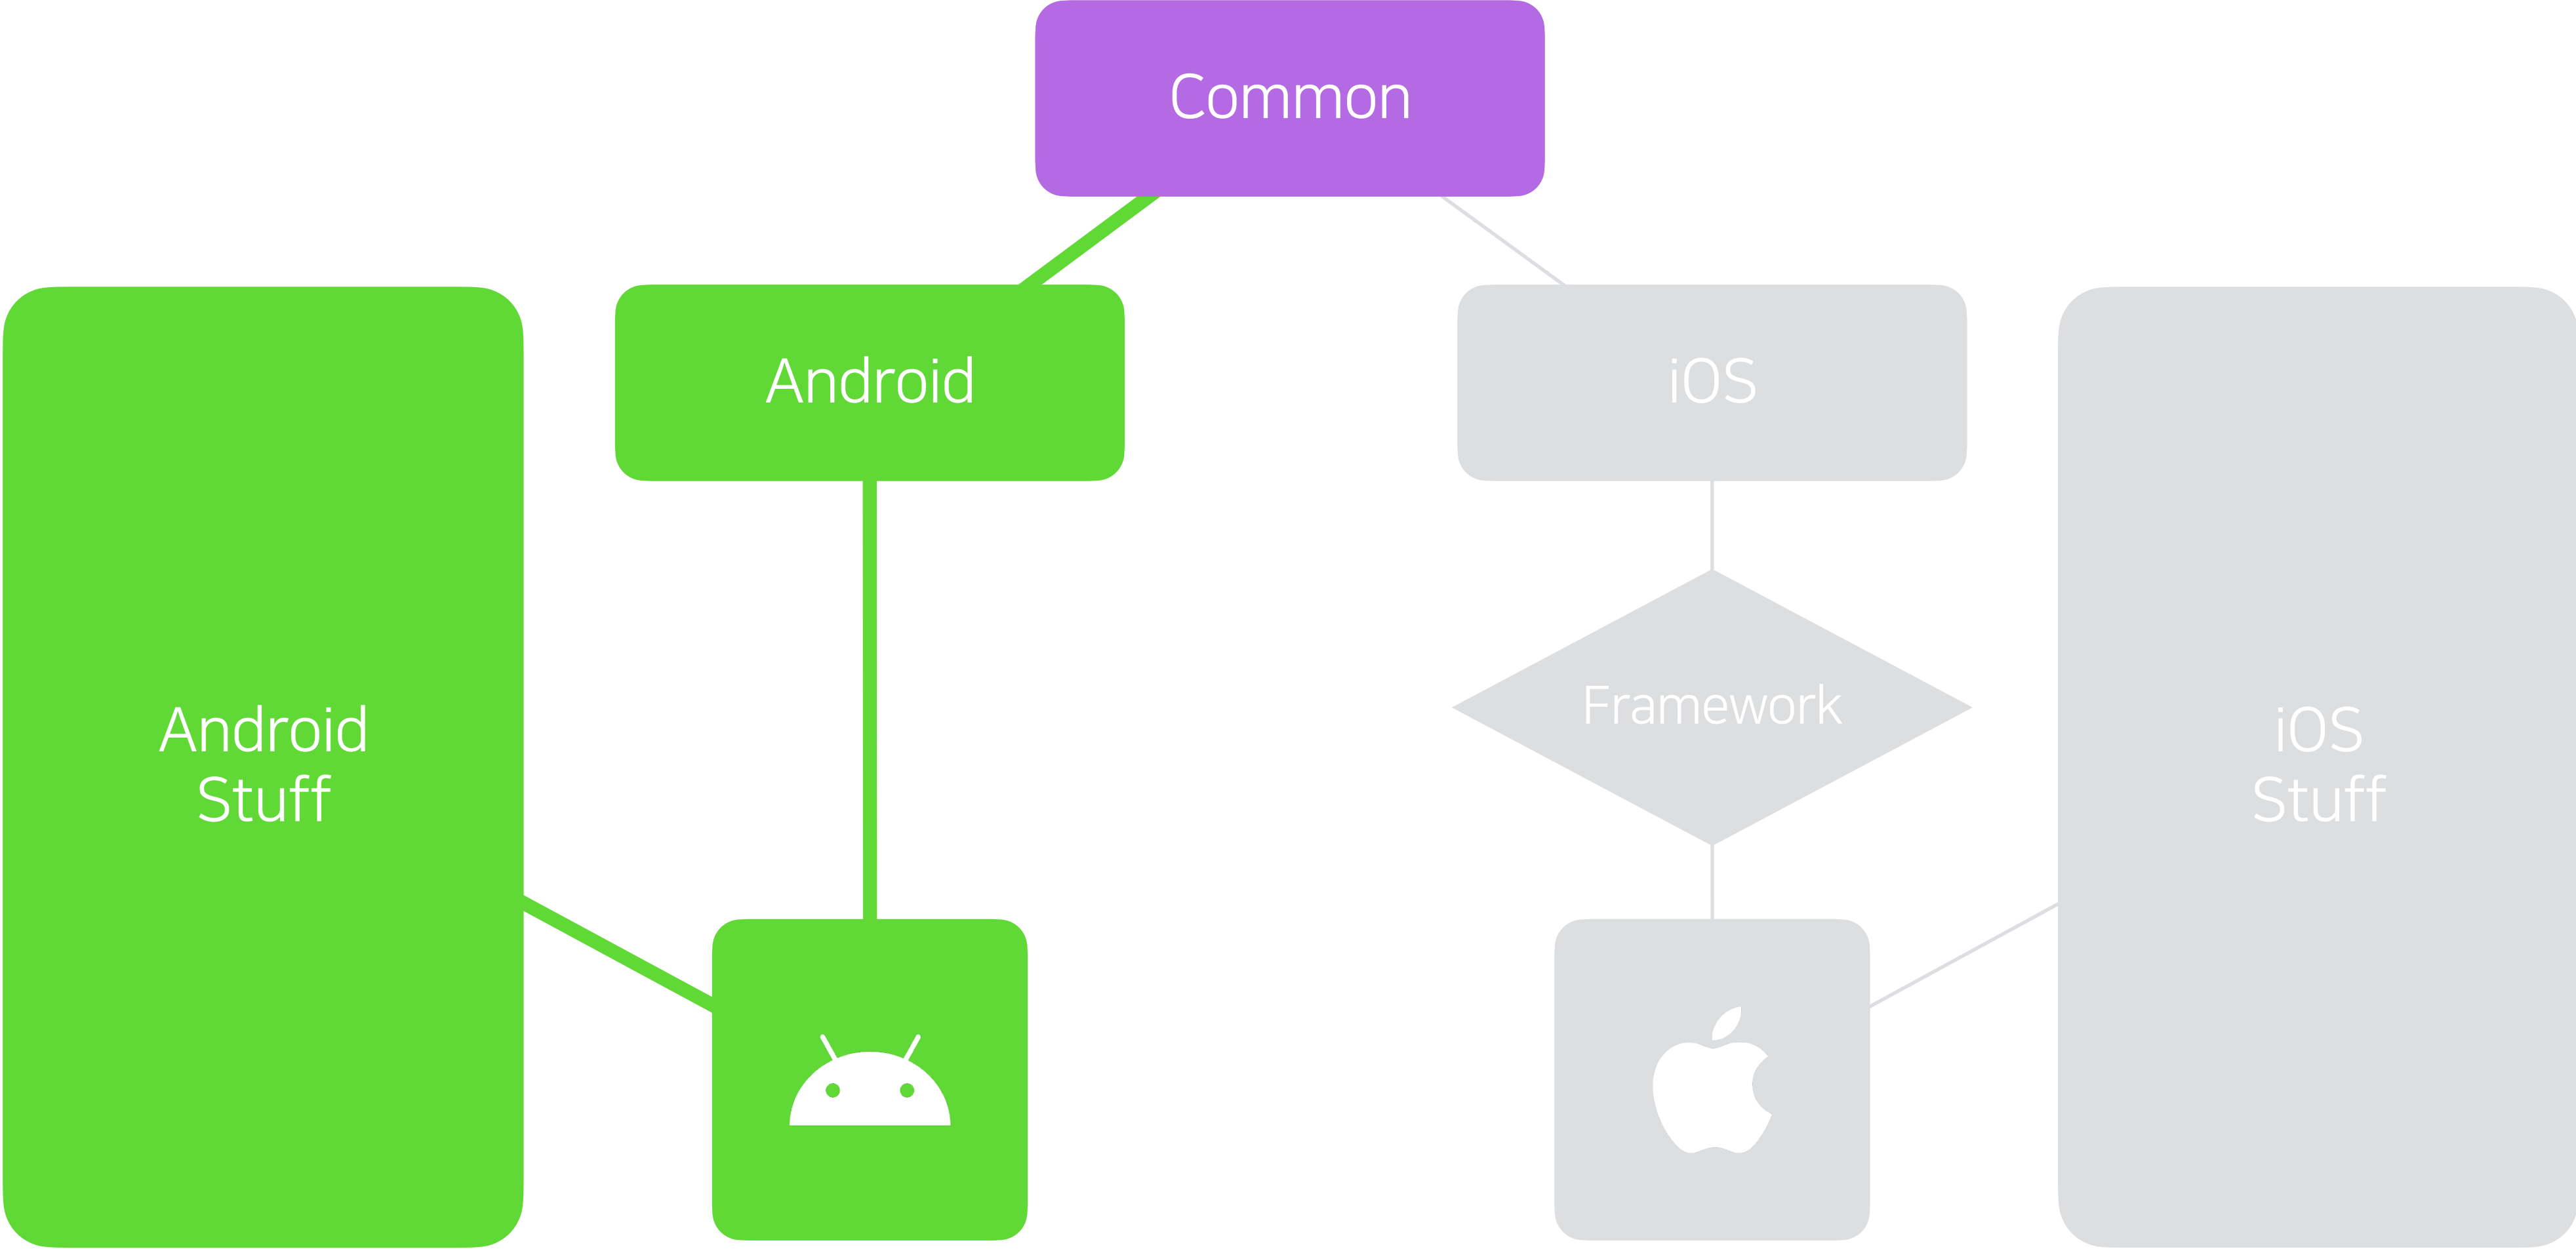 Common
Android
iOS
Android
Stuff
Framework
iOS
Stuff